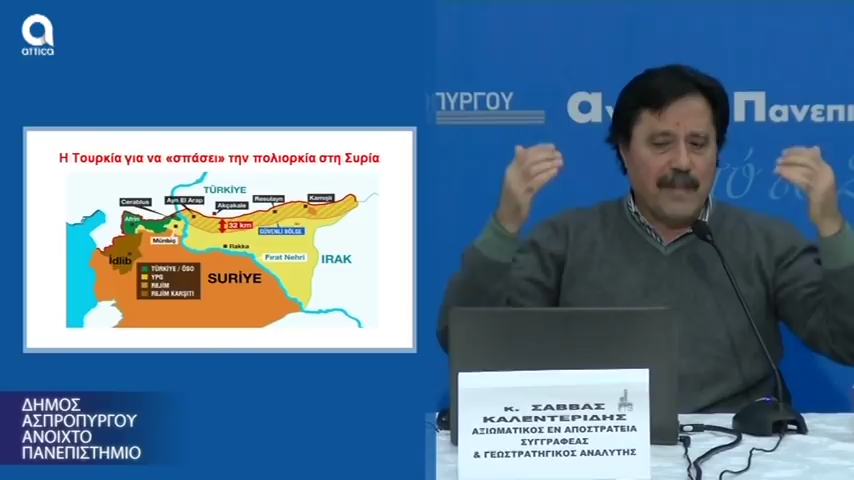 attica
Η Τουρκία για να «σπάσει» την πολιορκία στη Συρία
TÜRKİYE
Cerablus
Ayn El Arap
Akçakale
Resulayn
Kamışlı
Afrin
Münbiç
32 km
GÜVENLİ BÖLGE
Rakka
İdlib
Fırat Nehri
IRAK
SURİYE
TÜRKİYE / ÖSO
YPG
REJİM
REJİM KARŞITI
ΔΗΜΟΣ
ΑΣΠΡΟΠΥΡΓΟΥ
ΑΝΟΙΧΤΟ
ΠΑΝΕΠΙΣΤΗΜΙΟ
ΟΠΥΡΓΟΥ
Κ. ΣΑΒΒΑΣ
ΚΑΛΕΝΤΕΡΙΔΗΣ
ΑΞΙΩΜΑΤΙΚΟΣ ΕΝ ΑΠΟΣΤΡΑΤΕΙΑ
ΣΥΓΓΡΑΦΕΑΣ
& ΓΕΩΣΤΡΑΤΗΓΙΚΟΣ ΑΝΑΛΥΤΗΣ